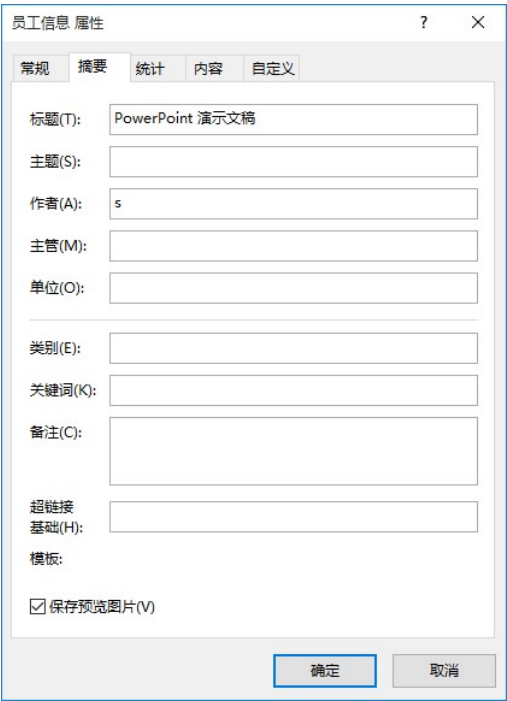 员工信息 属性 ?
常规 摘要 统计 内容 自定义
标题(T): PowerPoint 演示文稿
主题(S):
作者(A): s
主管(M):
单位(O):
类别(E):
关键词(K):
备注(C):
超链接
基础(H):
模板:
保存预览图片(V)
确定 取消